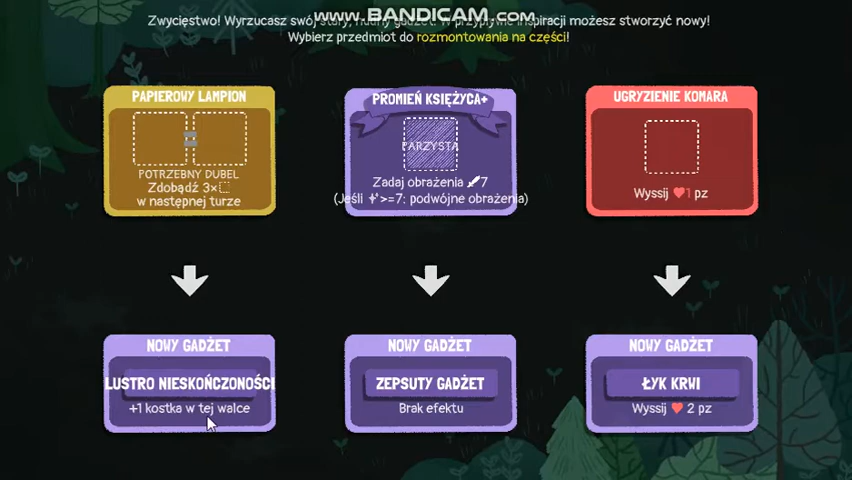 www.BANDICAM.com
Zwycięstwo! Wyrzucasz swój stary, nudny gadżet. W przypływie inspiracji możesz stworzyć nowy!
Wybierz przedmiot do rozmontowania na części!
PAPIEROWY LAMPION
POTRZEBNY DUBEL
Zdobądź 3×
w następnej turze
PROMIEŃ KSIĘŻYCA+
PARZYSTA
Zadaj obrażenia 7
(Jeśli >=7: podwójne obrażenia)
UGRYZIENIE KOMARA
Wyssij 1 pz
NOWY GADŻET
LUSTRO NIESKOŃCZONOŚCI
+1 kostka w tej walce
NOWY GADŻET
ZEPSUTY GADŻET
Brak efektu
NOWY GADŻET
ŁYK KRWI
Wyssij 2 pz